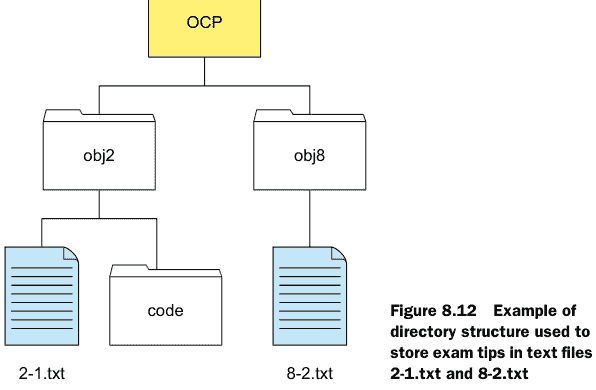 OCP
obj2
obj8
code
2-1.txt
8-2.txt
Figure 8.12 Example of
directory structure used to
store exam tips in text files
2-1.txt and 8-2.txt